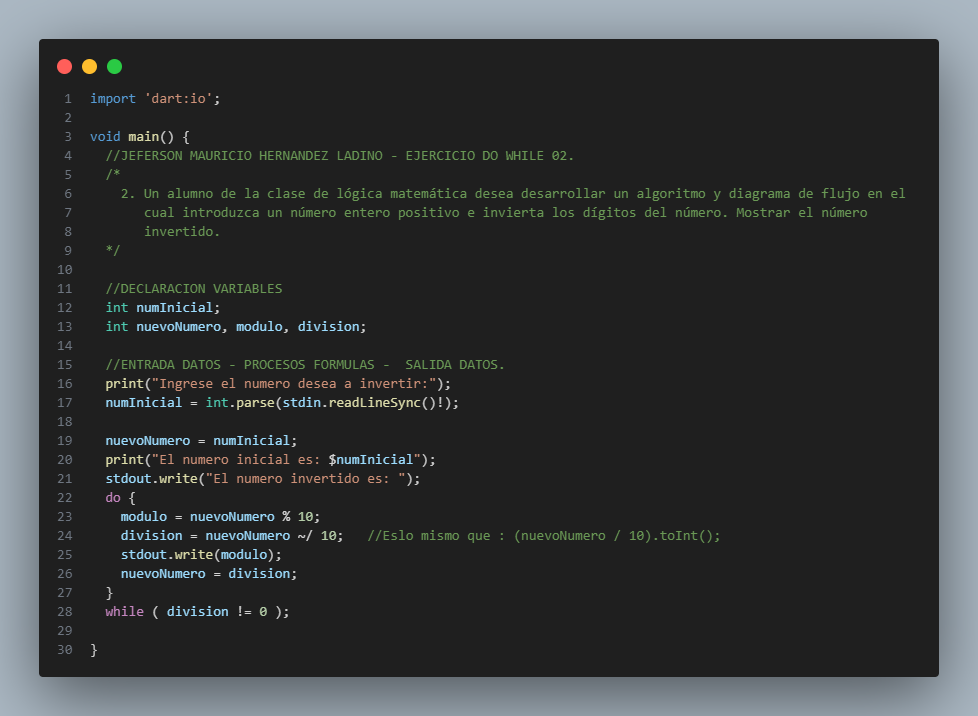 1 import 'dart:io';
2
3 void main() {
4 //JEFERSON MAURICIO HERNANDEZ LADINO - EJERCICIO DO WHILE 02.
5 /*
6 2. Un alumno de la clase de lógica matemática desea desarrollar un algoritmo y diagrama de flujo en el
7 cual introduzca un número entero positivo e invierta los dígitos del número. Mostrar el número
8 invertido.
9 */
10
11 //DECLARACION VARIABLES
12 int numInicial;
13 int nuevoNumero, modulo, division;
14
15 //ENTRADA DATOS - PROCESOS FORMULAS -  SALIDA DATOS.
16 print("Ingrese el numero desea a invertir:");
17 numInicial = int.parse(stdin.readLineSync()!);
18
19 nuevoNumero = numInicial;
20 print("El numero inicial es: $numInicial");
21 stdout.write("El numero invertido es: ");
22 do {
23 modulo = nuevoNumero % 10;
24 division = nuevoNumero ~/ 10;   //Eslo mismo que : (nuevoNumero / 10).toInt();
25 stdout.write(modulo);
26 nuevoNumero = division;
27 }
28 while ( division != 0 );
29
30 }